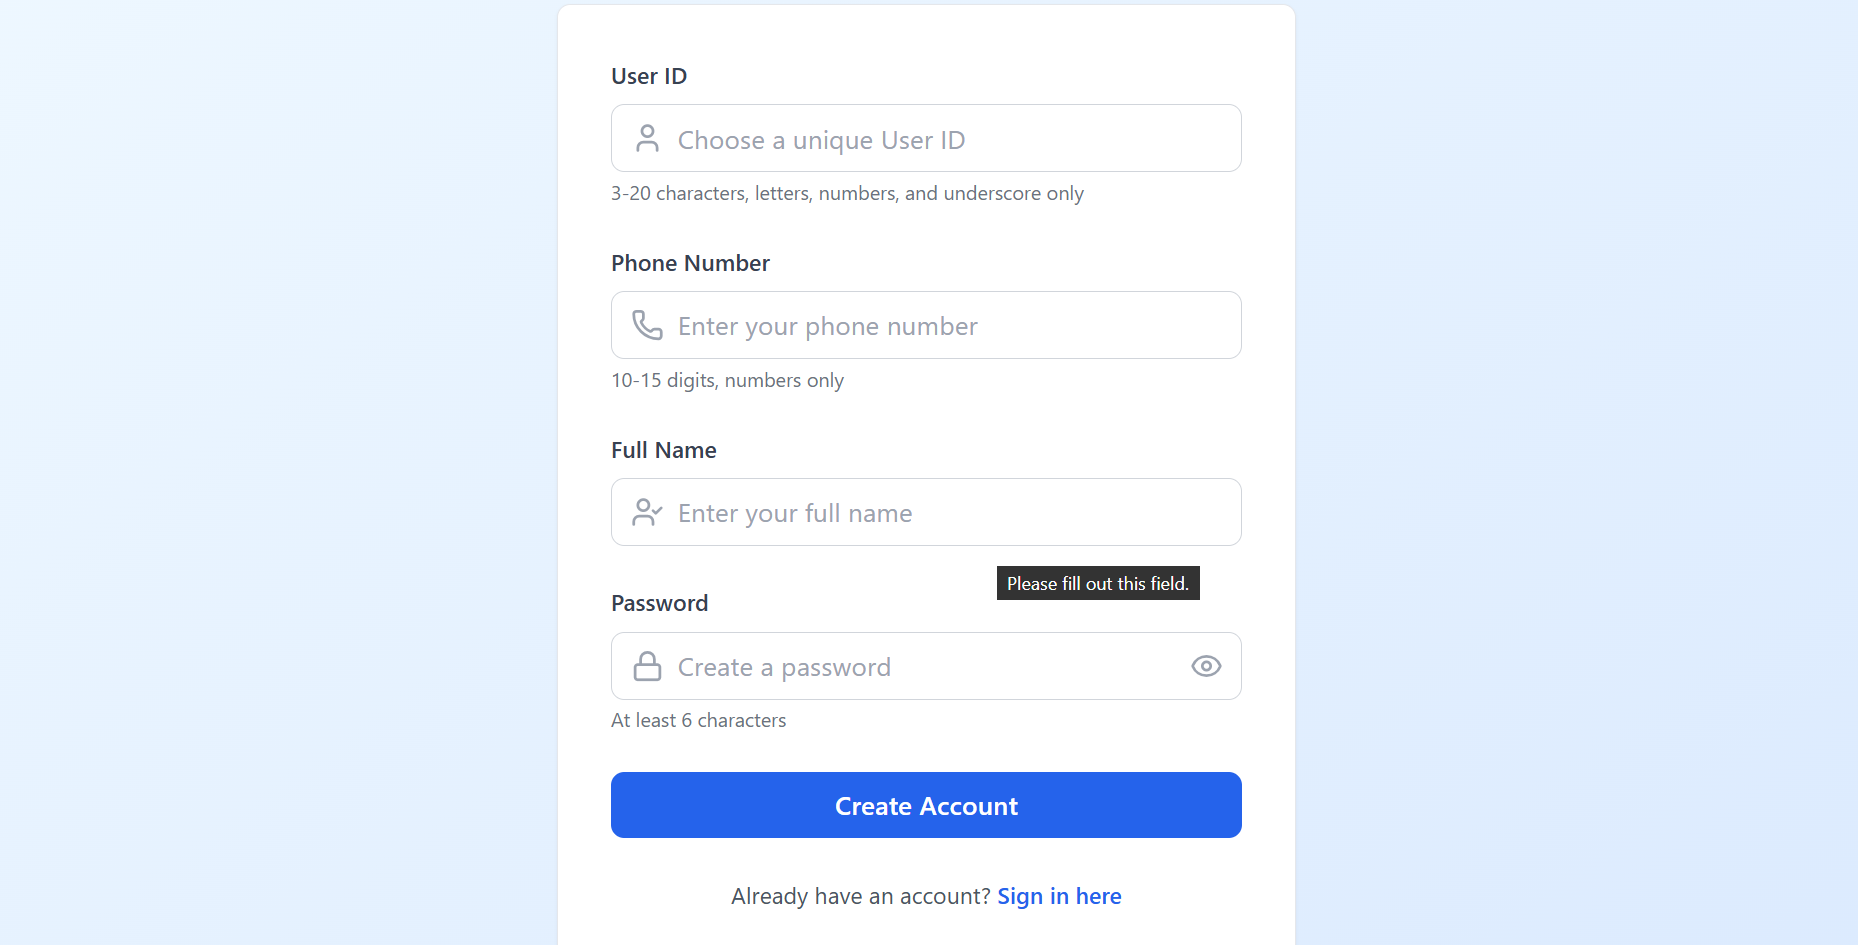 User ID
Choose a unique User ID
3-20 characters, letters, numbers, and underscore only
Phone Number
Enter your phone number
10-15 digits, numbers only
Full Name
Enter your full name
Please fill out this field.
Password
Create a password
At least 6 characters
Create Account
Already have an account? Sign in here